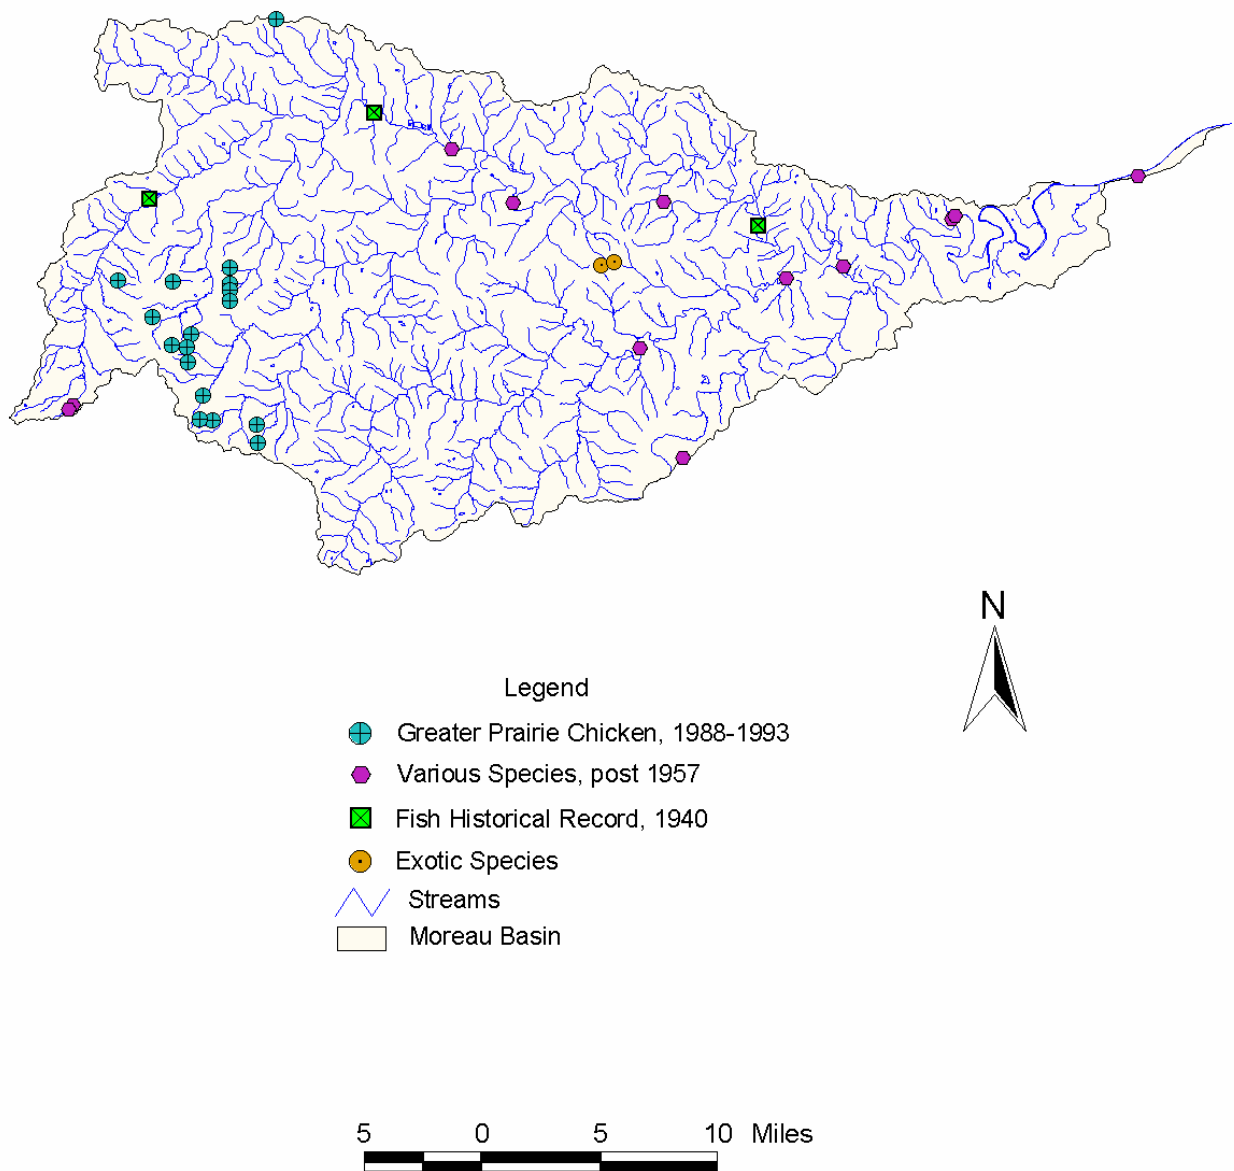 N
Legend
Greater Prairie Chicken, 1988-1993
Various Species, post 1957
Fish Historical Record, 1940
Exotic Species
Streams
Moreau Basin
5 0 5 10 Miles